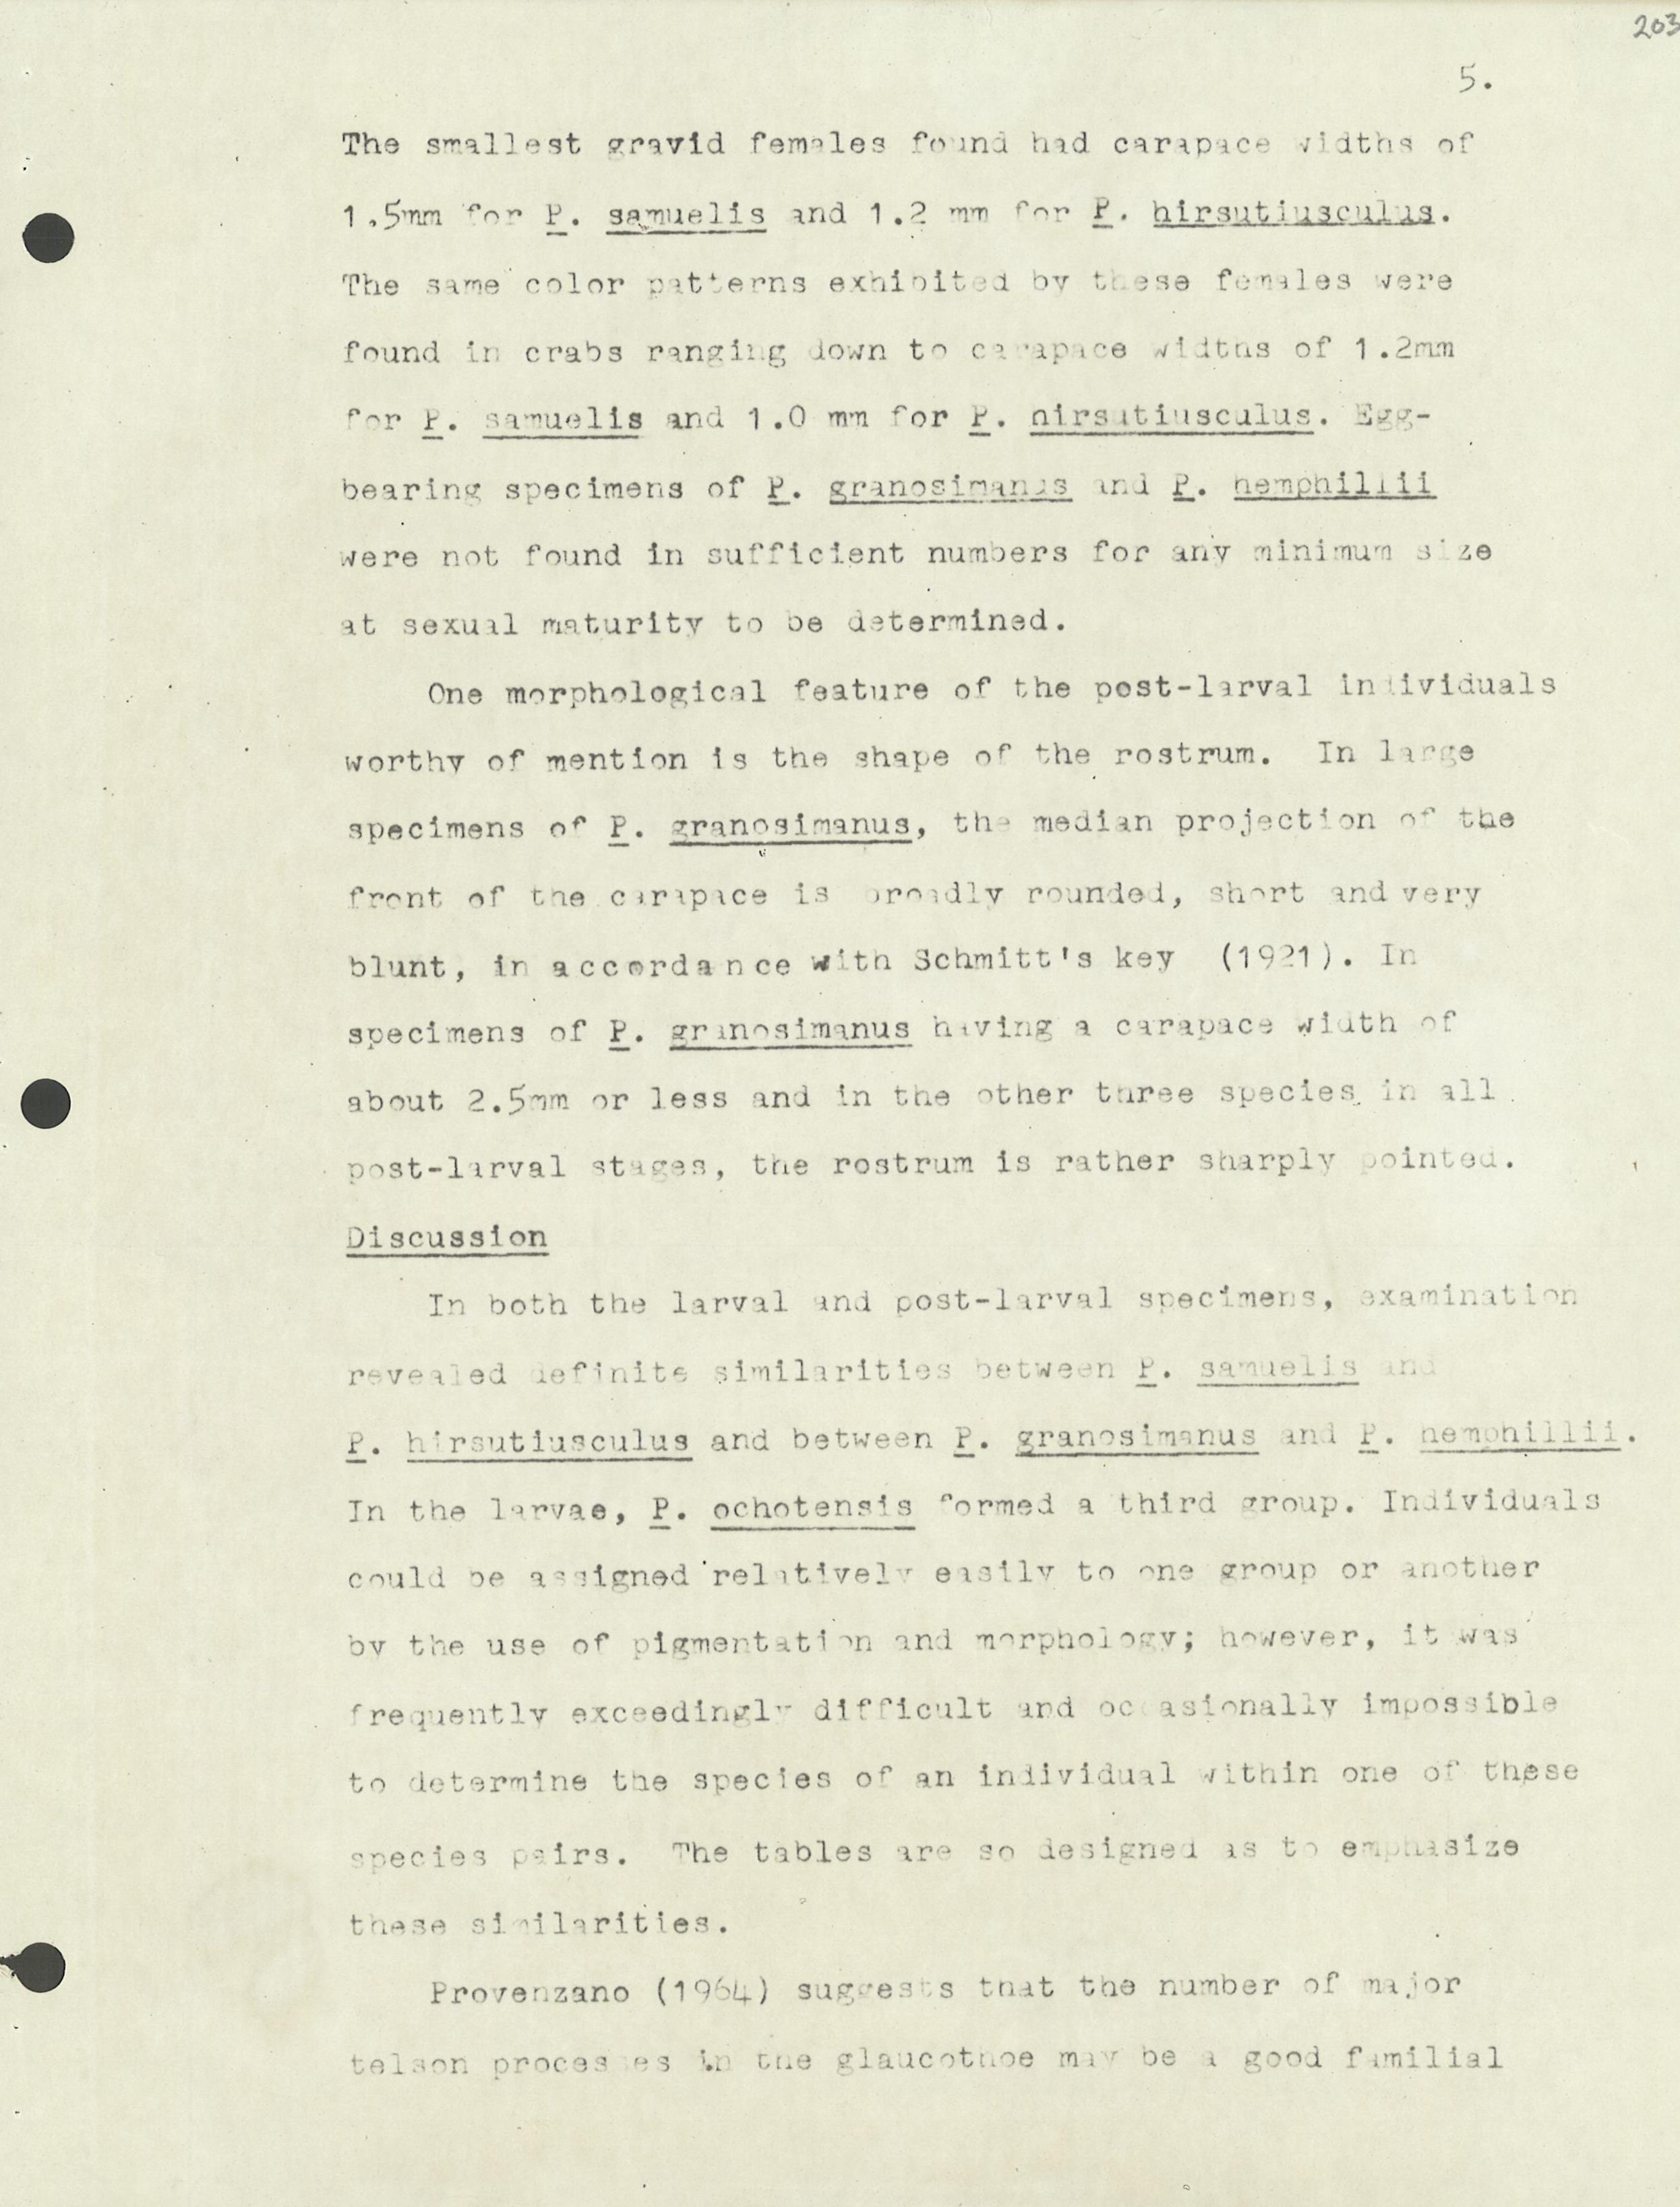 203
5.
The smallest gravid females found had carapace widths of
1.5mm for P. samuelis and 1.2 mm for P. hirsutiusculus.
The same color patterns exhibited by these females were
found in crabs ranging down to carapace widths of 1.2mm
for P. samuelis and 1.0 mm for P. hirsutiusculus. Egg-
bearing specimens of P. granosimanus and P. hemphillii
were not found in sufficient numbers for any minimum size
at sexual maturity to be determined.
One morphological feature of the post-larval individuals
worthy of mention is the shape of the rostrum. In large
specimens of P. granosimanus, the median projection of the
front of the carapace is broadly rounded, short and very
blunt, in accordance with Schmitt's key (1921). In
specimens of P. granosimanus having a carapace width of
about 2.5mm or less and in the other three species in all
post-larval stages, the rostrum is rather sharply pointed.
Discussion
In both the larval and post-larval specimens, examination
revealed definite similarities between P. samuelis and
P. hirsutiusculus and between P. granosimanus and P. hemphillii.
In the larvae, P. ochotensis formed a third group. Individuals
could be assigned relatively easily to one group or another
by the use of pigmentation and morphology; however, it was
frequently exceedingly difficult and occasionally impossible
to determine the species of an individual within one of these
species pairs. The tables are so designed as to emphasize
these similarities.
Provenzano (1964) suggests that the number of major
telson processes in the glaucothoe may be a good familial